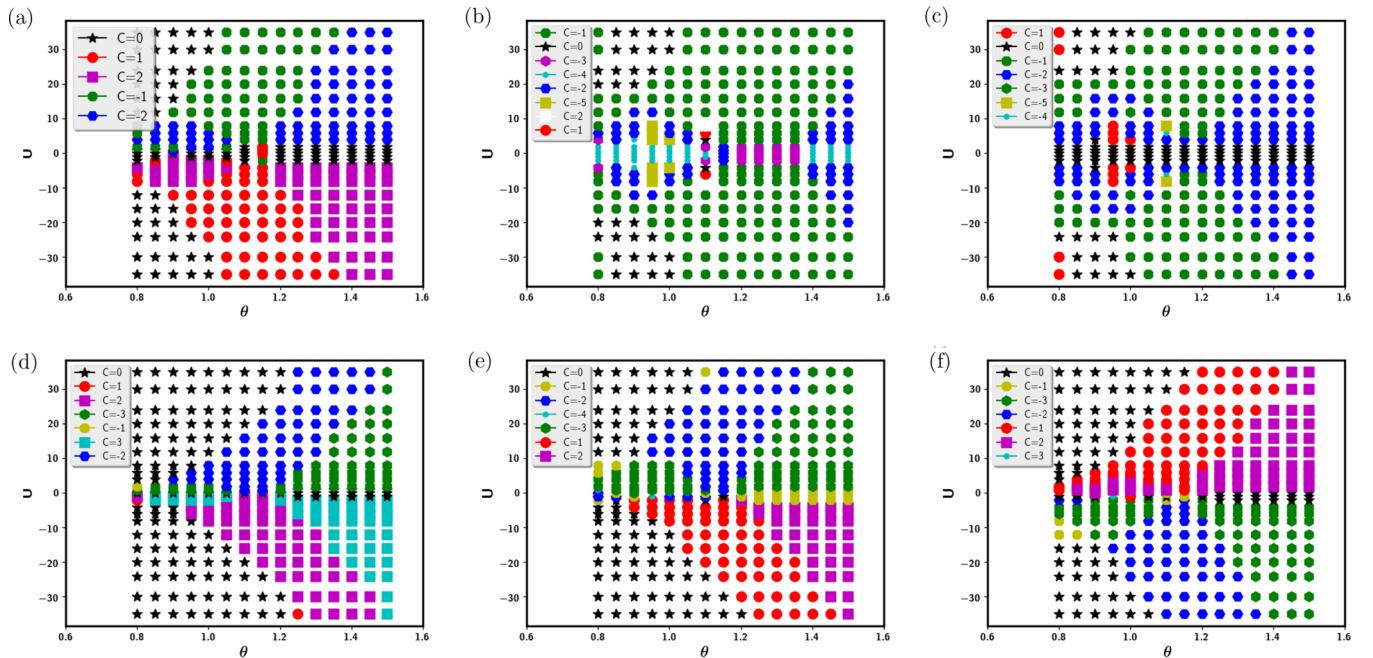 (a)
C=0
C=1
C=2
C=-1
C=-2
U
30
20
10
0
−10
−20
−30
0.6 0.8 1.0 1.2 1.4 1.6
θ
(b)
C=-1
C=0
C=-3
C=-4
C=-2
C=-5
C=2
C=1
U
30
20
10
0
−10
−20
−30
0.6 0.8 1.0 1.2 1.4 1.6
θ
(c)
C=1
C=0
C=-1
C=-2
C=-3
C=-5
C=-4
U
30
20
10
0
−10
−20
−30
0.6 0.8 1.0 1.2 1.4 1.6
θ
(d)
C=0
C=1
C=2
C=-3
C=-1
C=3
C=-2
U
30
20
10
0
−10
−20
−30
0.6 0.8 1.0 1.2 1.4 1.6
θ
(e)
C=0
C=-1
C=-2
C=-4
C=-3
C=1
C=2
U
30
20
10
0
−10
−20
−30
0.6 0.8 1.0 1.2 1.4 1.6
θ
(f)
C=0
C=-1
C=-3
C=-2
C=1
C=2
C=3
U
30
20
10
0
−10
−20
−30
0.6 0.8 1.0 1.2 1.4 1.6
θ